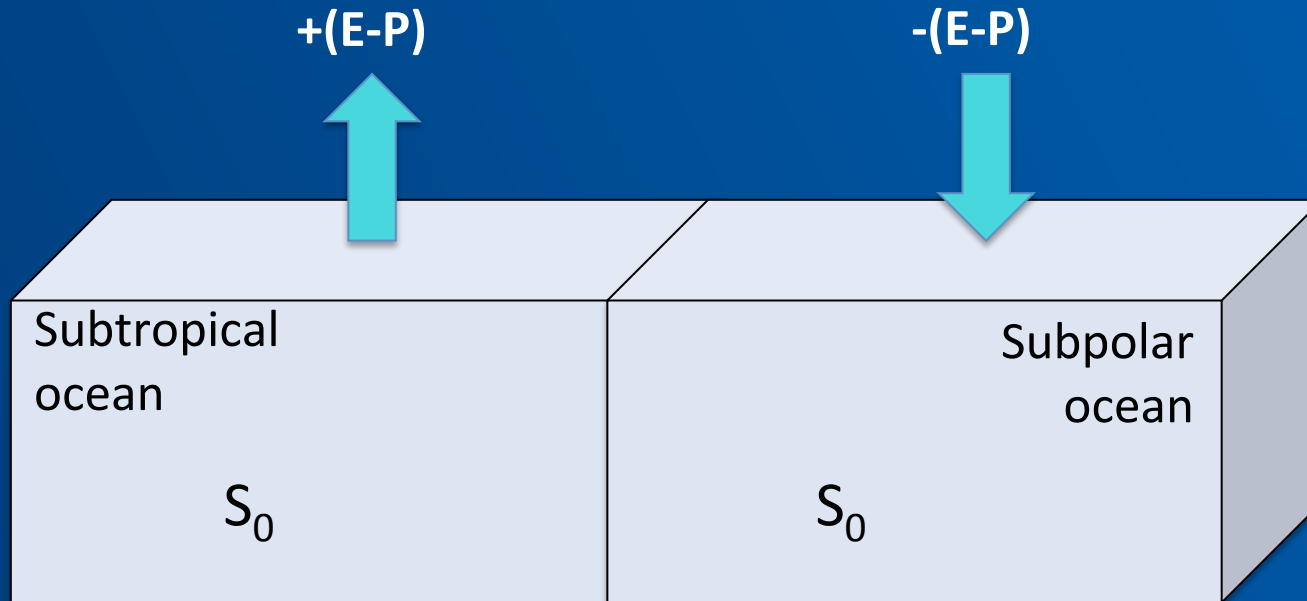 +(E-P)
-(E-P)
Subtropical
ocean
Subpolar
ocean
S₀
S₀